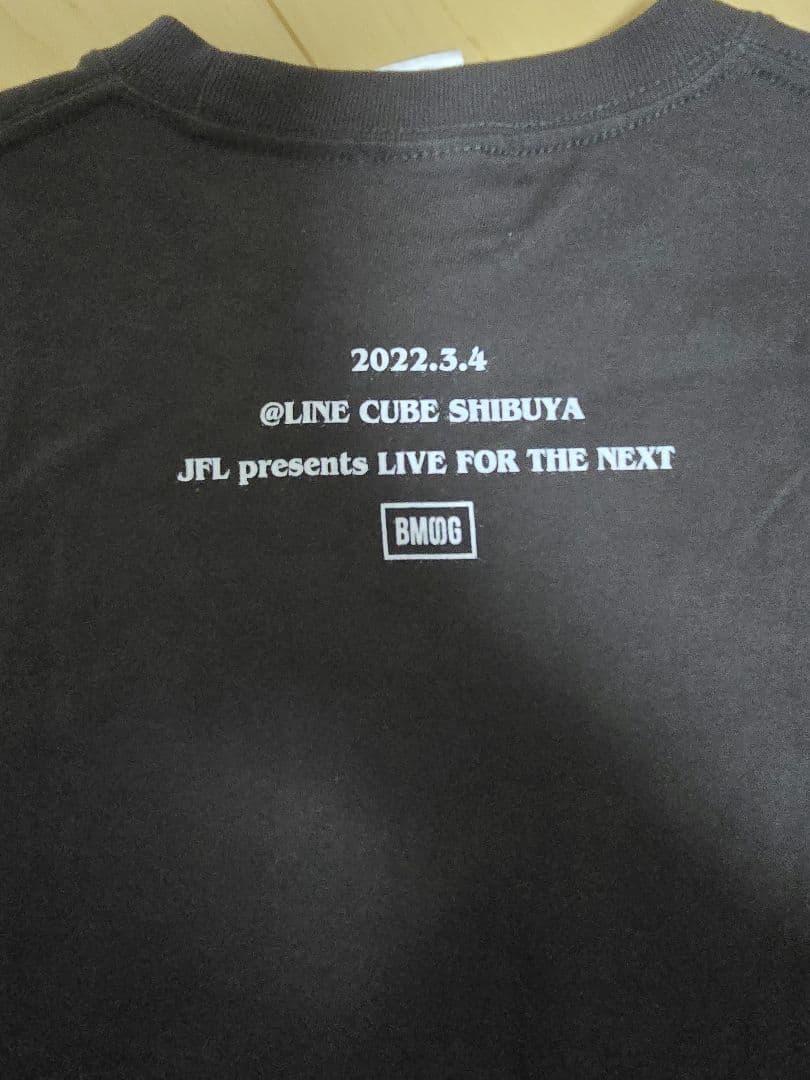 2022.3.4
@LINE CUBE SHIBUYA
JFL presents LIVE FOR THE NEXT
BMSG